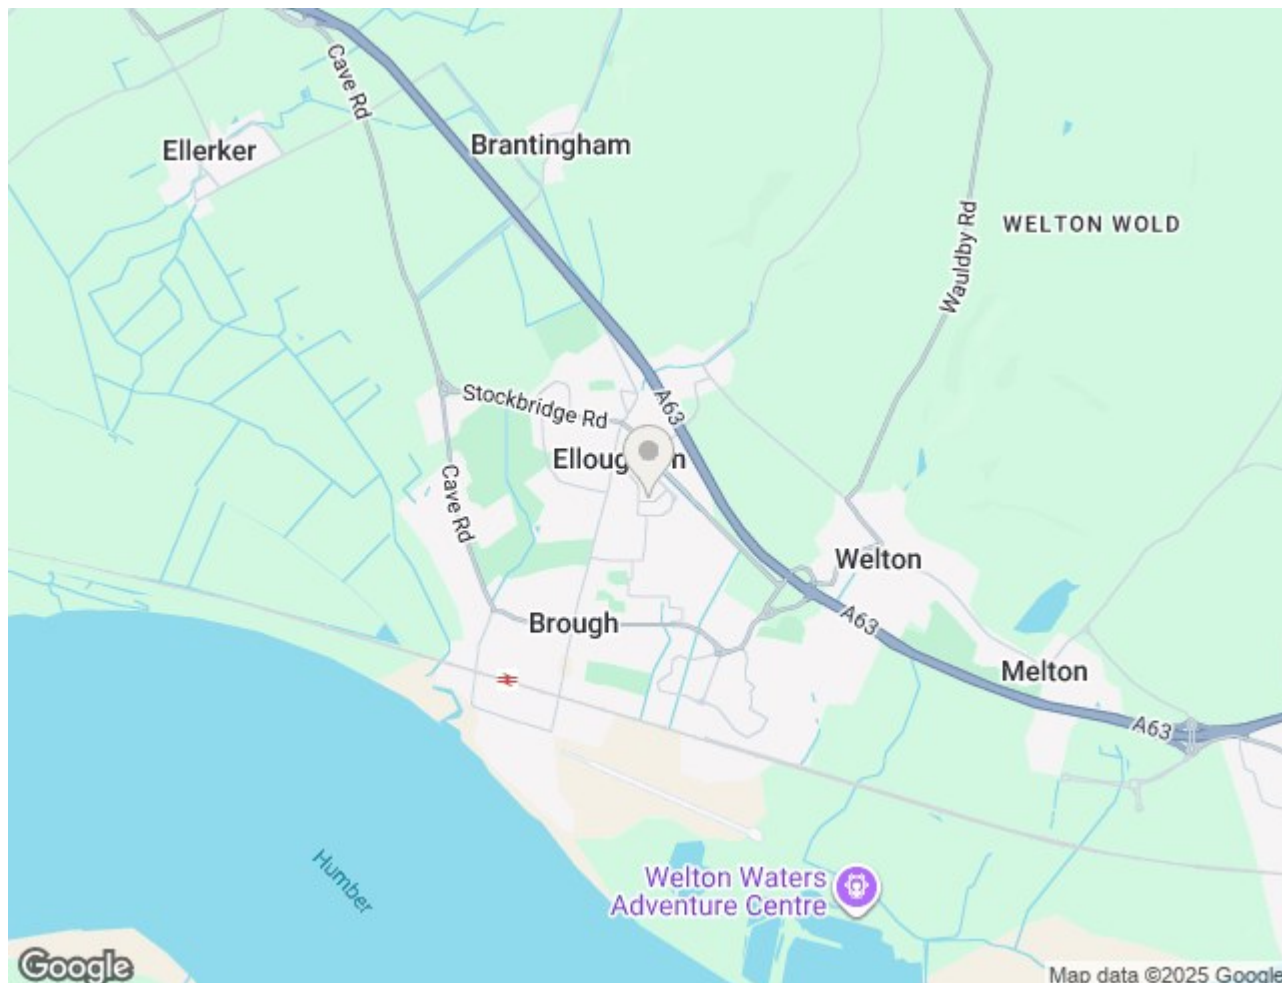 Cave Rd
Ellerker
Brantingham
WELTON WOLD
Wauldby Rd
Stockbridge Rd
A63
Elloug n
Cave Rd
Welton
A63
Brough
Melton
A63
Humber
Welton Waters
Adventure Centre
Google
Map data ©2025 Google